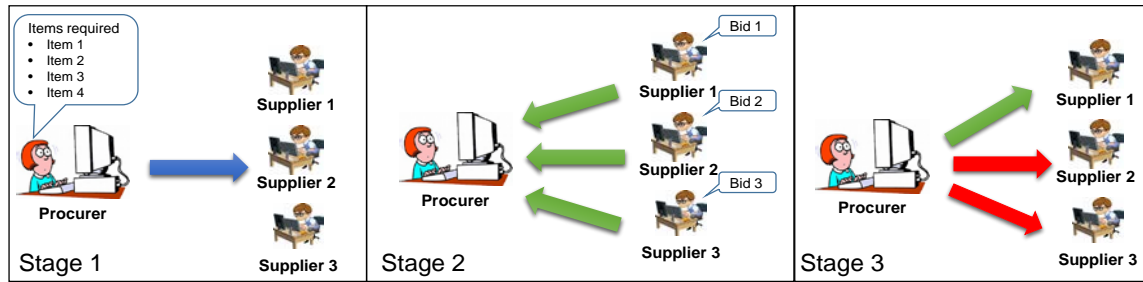 Items required
• Item 1
• Item 2
• Item 3
• Item 4
Supplier 1
Supplier 2
Procurer
Supplier 3
Stage 1
Bid 1
Supplier 1
Bid 2
Supplier 2
Procurer
Bid 3
Supplier 3
Stage 2
Supplier 1
Supplier 2
Procurer
Supplier 3
Stage 3